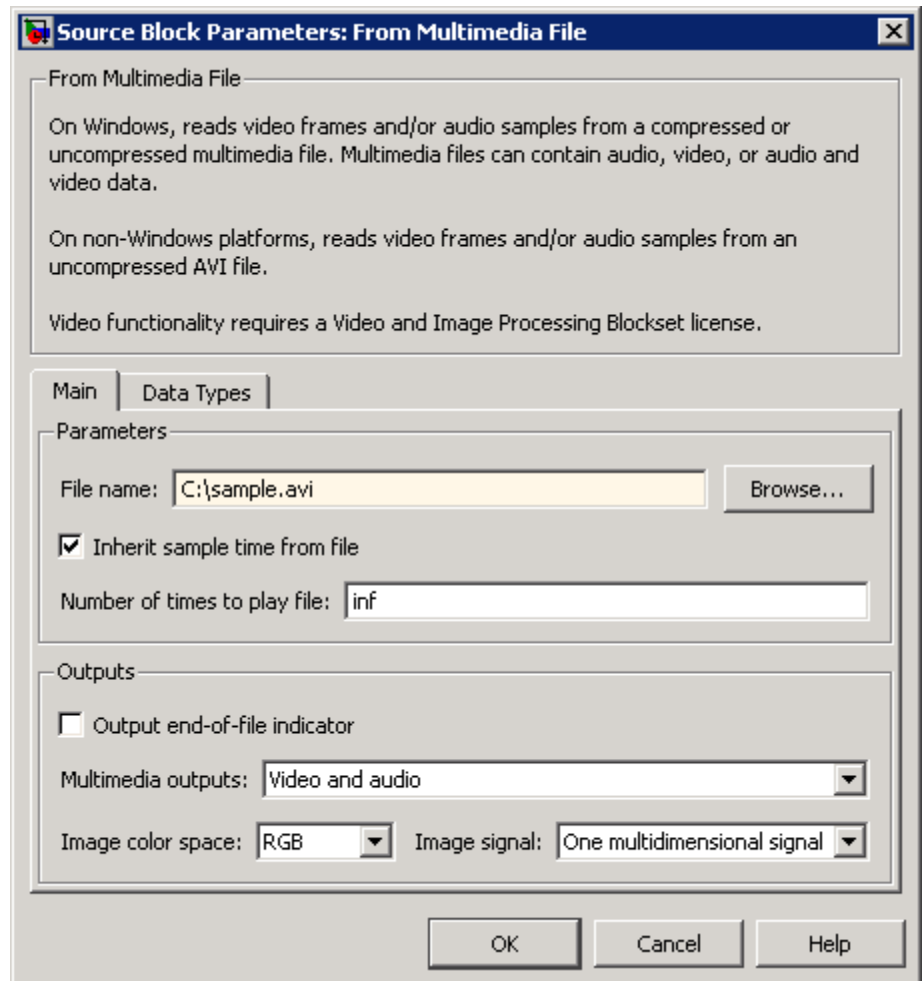 Source Block Parameters: From Multimedia File
From Multimedia File
On Windows, reads video frames and/or audio samples from a compressed or
uncompressed multimedia file. Multimedia files can contain audio, video, or audio and
video data.
On non-Windows platforms, reads video frames and/or audio samples from an
uncompressed AVI file.
Video functionality requires a Video and Image Processing Blockset license.
Main Data Types
Parameters
File name: C:\sample.avi Browse...
Inherit sample time from file
Number of times to play file: inf
Outputs
Output end-of-file indicator
Multimedia outputs: Video and audio
Image color space: RGB Image signal: One multidimensional signal
OK Cancel Help